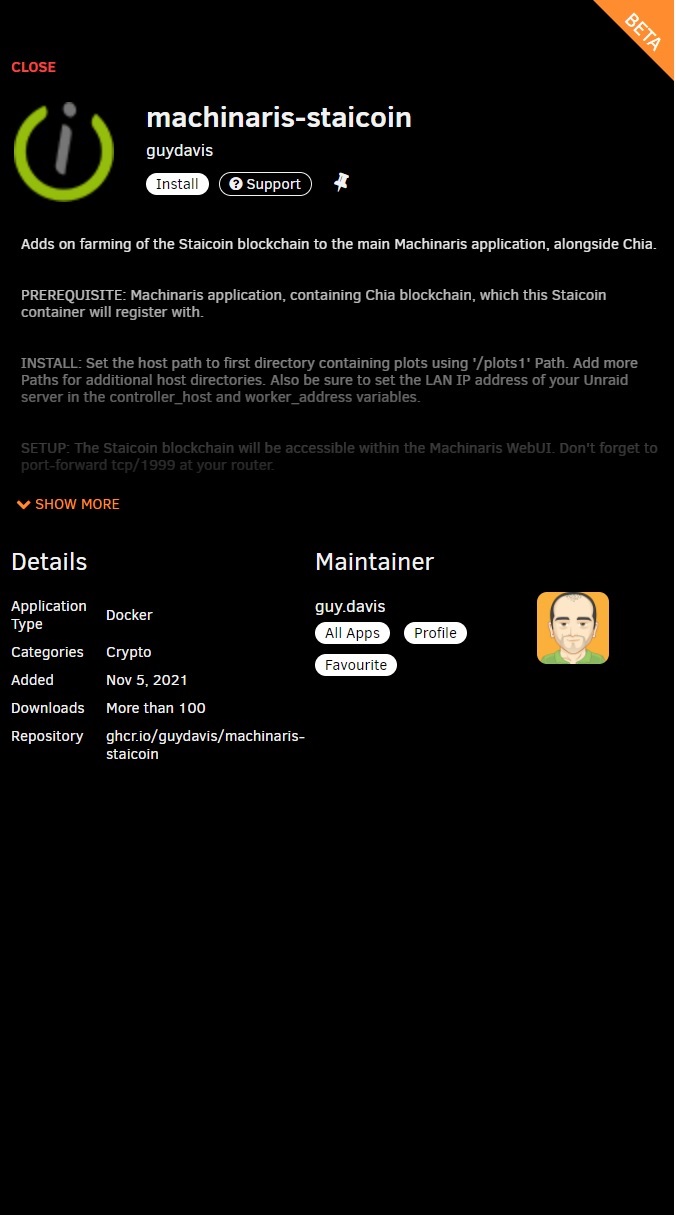 BETA
CLOSE
machinaris-staicoin
guydavis
Install
Support
Adds on farming of the Staicoin blockchain to the main Machinaris application, alongside Chia.
PREREQUISITE: Machinaris application, containing Chia blockchain, which this Staicoin
container will register with.
INSTALL: Set the host path to first directory containing plots using '/plots1' Path. Add more
Paths for additional host directories. Also be sure to set the LAN IP address of your Unraid
server in the controller_host and worker_address variables.
SETUP: The Staicoin blockchain will be accessible within the Machinaris WebUI. Don't forget to
port-forward tcp/1999 at your router.
SHOW MORE
Details
Application
Type
Docker
Categories Crypto
Added Nov 5, 2021
Downloads More than 100
Repository ghcr.io/guydavis/machinaris-
staicoin
Maintainer
guy.davis
All Apps Profile
Favourite